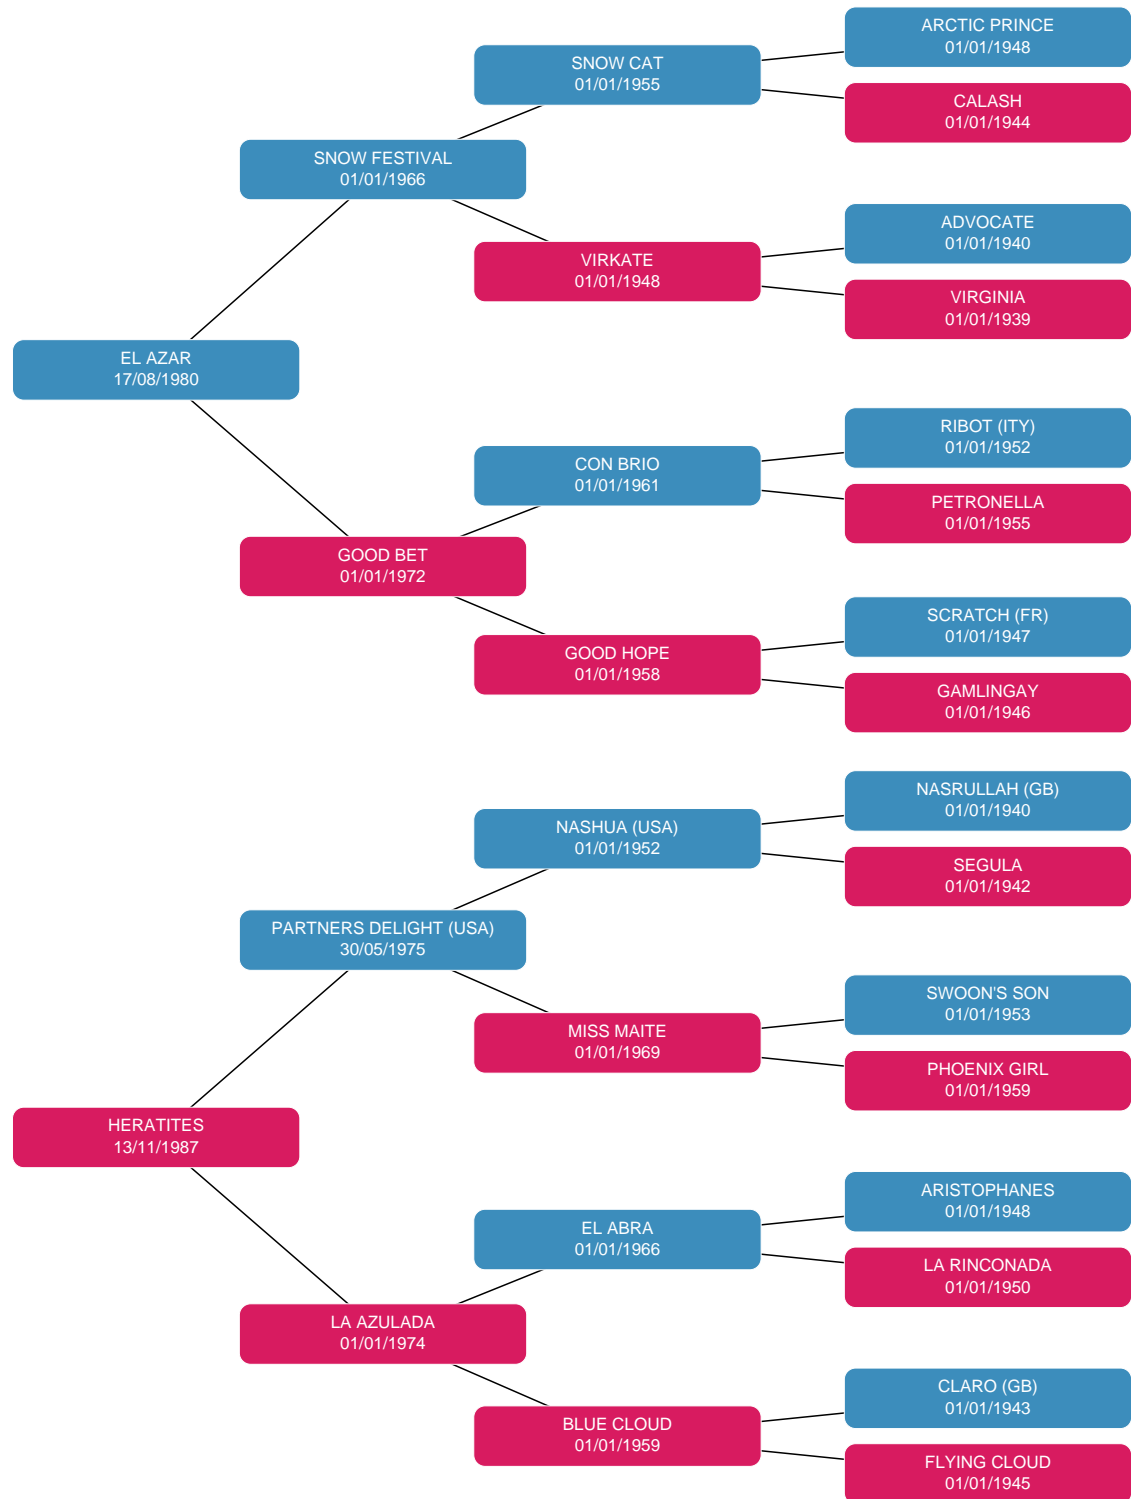 ARCTIC PRINCE
01/01/1948
SNOW CAT
01/01/1955
CALASH
01/01/1944
SNOW FESTIVAL
01/01/1966
ADVOCATE
01/01/1940
VIRKATE
01/01/1948
VIRGINIA
01/01/1939
EL AZAR
17/08/1980
RIBOT (ITY)
01/01/1952
CON BRIO
01/01/1961
PETRONELLA
01/01/1955
GOOD BET
01/01/1972
SCRATCH (FR)
01/01/1947
GOOD HOPE
01/01/1958
GAMLINGAY
01/01/1946
NASRULLAH (GB)
01/01/1940
NASHUA (USA)
01/01/1952
SEGULA
01/01/1942
PARTNERS DELIGHT (USA)
30/05/1975
SWOON'S SON
01/01/1953
MISS MAITE
01/01/1969
PHOENIX GIRL
01/01/1959
HERATITES
13/11/1987
ARISTOPHANES
01/01/1948
EL ABRA
01/01/1966
LA RINCONADA
01/01/1950
LA AZULADA
01/01/1974
CLARO (GB)
01/01/1943
BLUE CLOUD
01/01/1959
FLYING CLOUD
01/01/1945